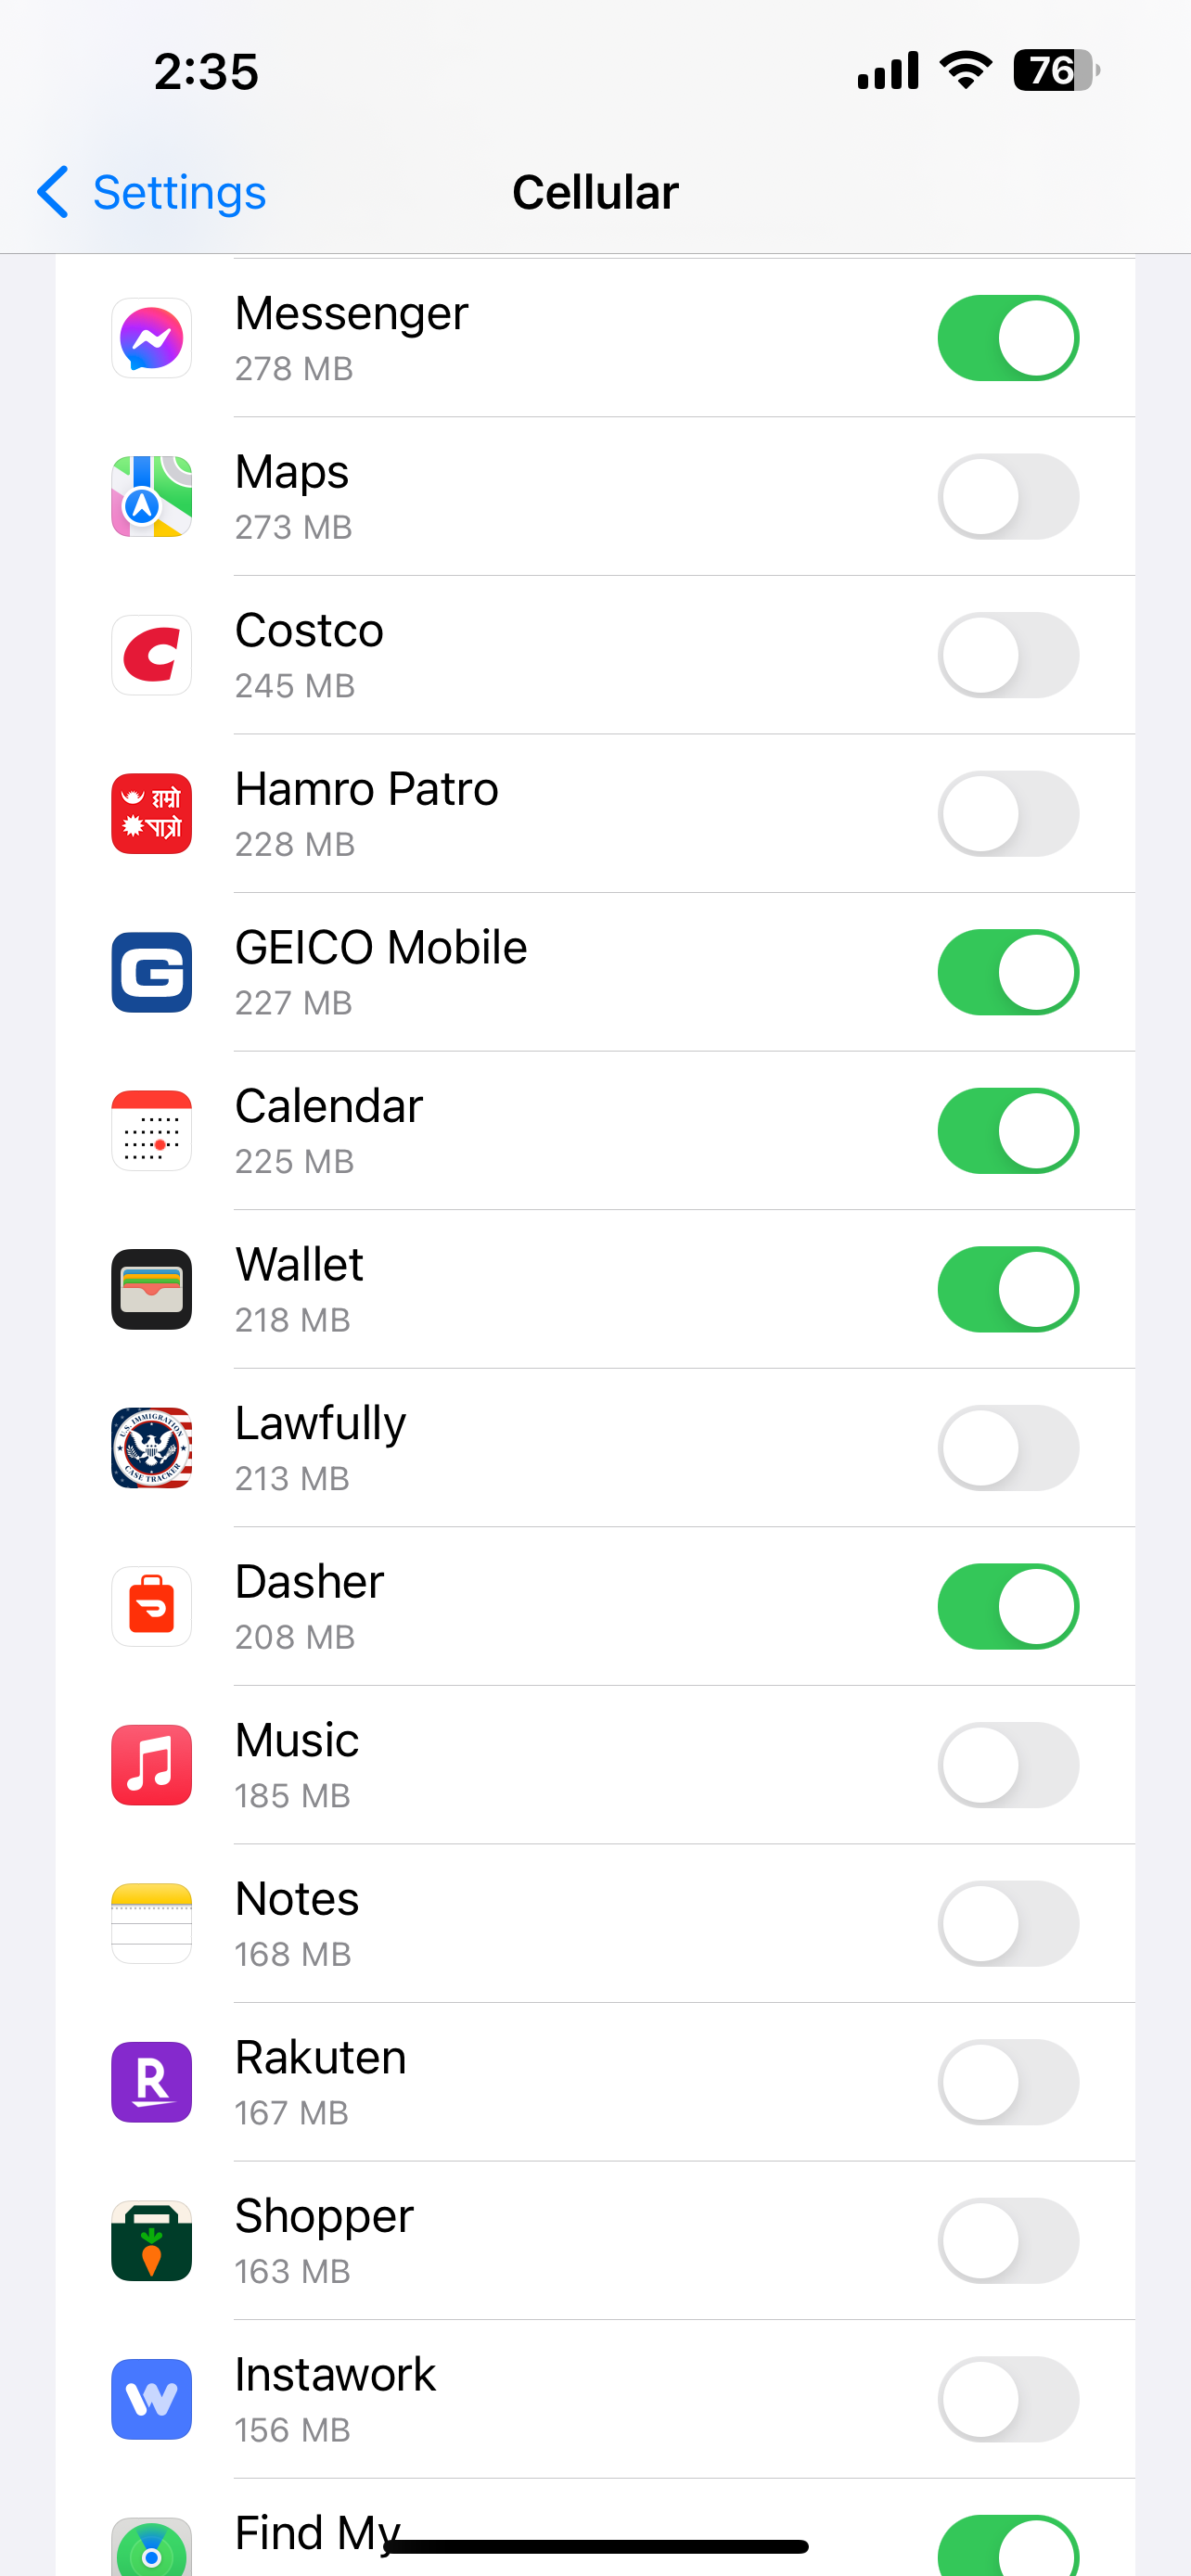 2:35
76
Settings
Cellular
Messenger
278 MB
Maps
273 MB
Costco
245 MB
हाम्रो
पात्रो
Hamro Patro
228 MB
G
GEICO Mobile
227 MB
Calendar
225 MB
Wallet
218 MB
U.S. IMMIGRATION
CASE TRACKER
Lawfully
213 MB
Dasher
208 MB
Music
185 MB
Notes
168 MB
R
Rakuten
167 MB
Shopper
163 MB
Instawork
156 MB
Find My